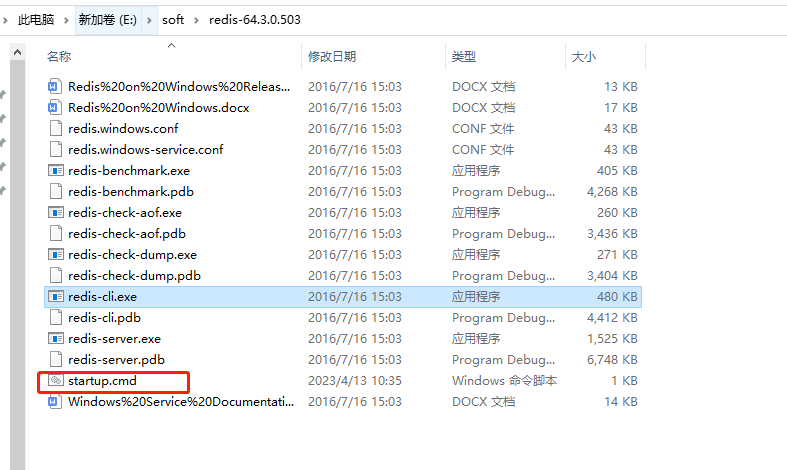 此电脑 新加卷 (E:) soft redis-64.3.0.503
名称 修改日期 类型 大小
Redis%20on%20Windows%20Releas... 2016/7/16 15:03 DOCX 文档 13 KB
Redis%20on%20Windows.docx 2016/7/16 15:03 DOCX 文档 17 KB
redis.windows.conf 2016/7/16 15:03 CONF 文件 43 KB
redis.windows-service.conf 2016/7/16 15:03 CONF 文件 43 KB
redis-benchmark.exe 2016/7/16 15:03 应用程序 405 KB
redis-benchmark.pdb 2016/7/16 15:03 Program Debug... 4,268 KB
redis-check-aof.exe 2016/7/16 15:03 应用程序 260 KB
redis-check-aof.pdb 2016/7/16 15:03 Program Debug... 3,436 KB
redis-check-dump.exe 2016/7/16 15:03 应用程序 271 KB
redis-check-dump.pdb 2016/7/16 15:03 Program Debug... 3,404 KB
redis-cli.exe 2016/7/16 15:03 应用程序 480 KB
redis-cli.pdb 2016/7/16 15:03 Program Debug... 4,412 KB
redis-server.exe 2016/7/16 15:03 应用程序 1,525 KB
redis-server.pdb 2016/7/16 15:03 Program Debug... 6,748 KB
startup.cmd 2023/4/13 10:35 Windows 命令脚本 1 KB
Windows%20Service%20Documentati... 2016/7/16 15:03 DOCX 文档 14 KB